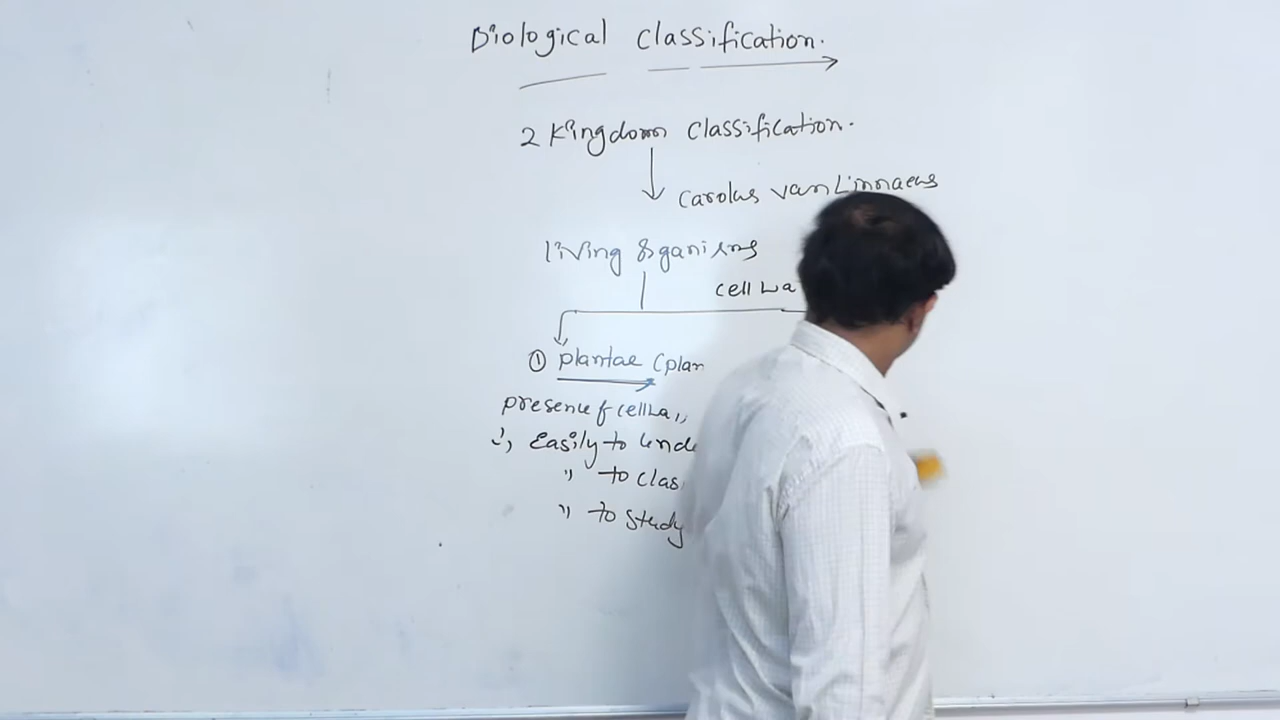 Biological classification.
2 Kingdom classification.
Carolus van Linnaeus
living organisms
cell wa
① plantae (plan
presence of cell wa
Easily to unde
" to clas
" to study